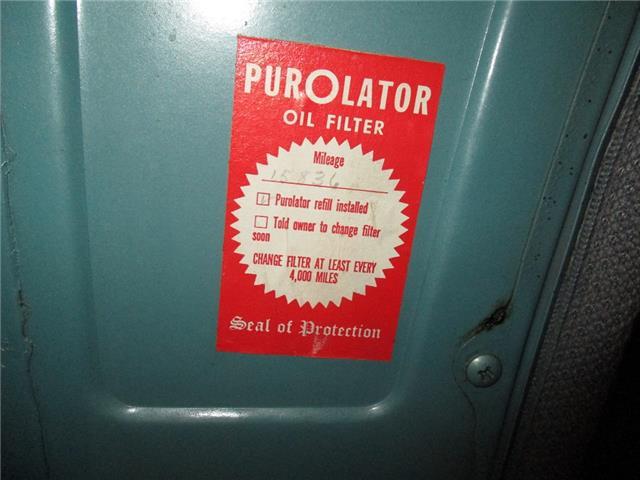 PUROLATOR
OIL FILTER
Mileage
15836
Purolator refill installed
Told owner to change filter
soon
CHANGE FILTER AT LEAST EVERY
4,000 MILES
Seal of Protection